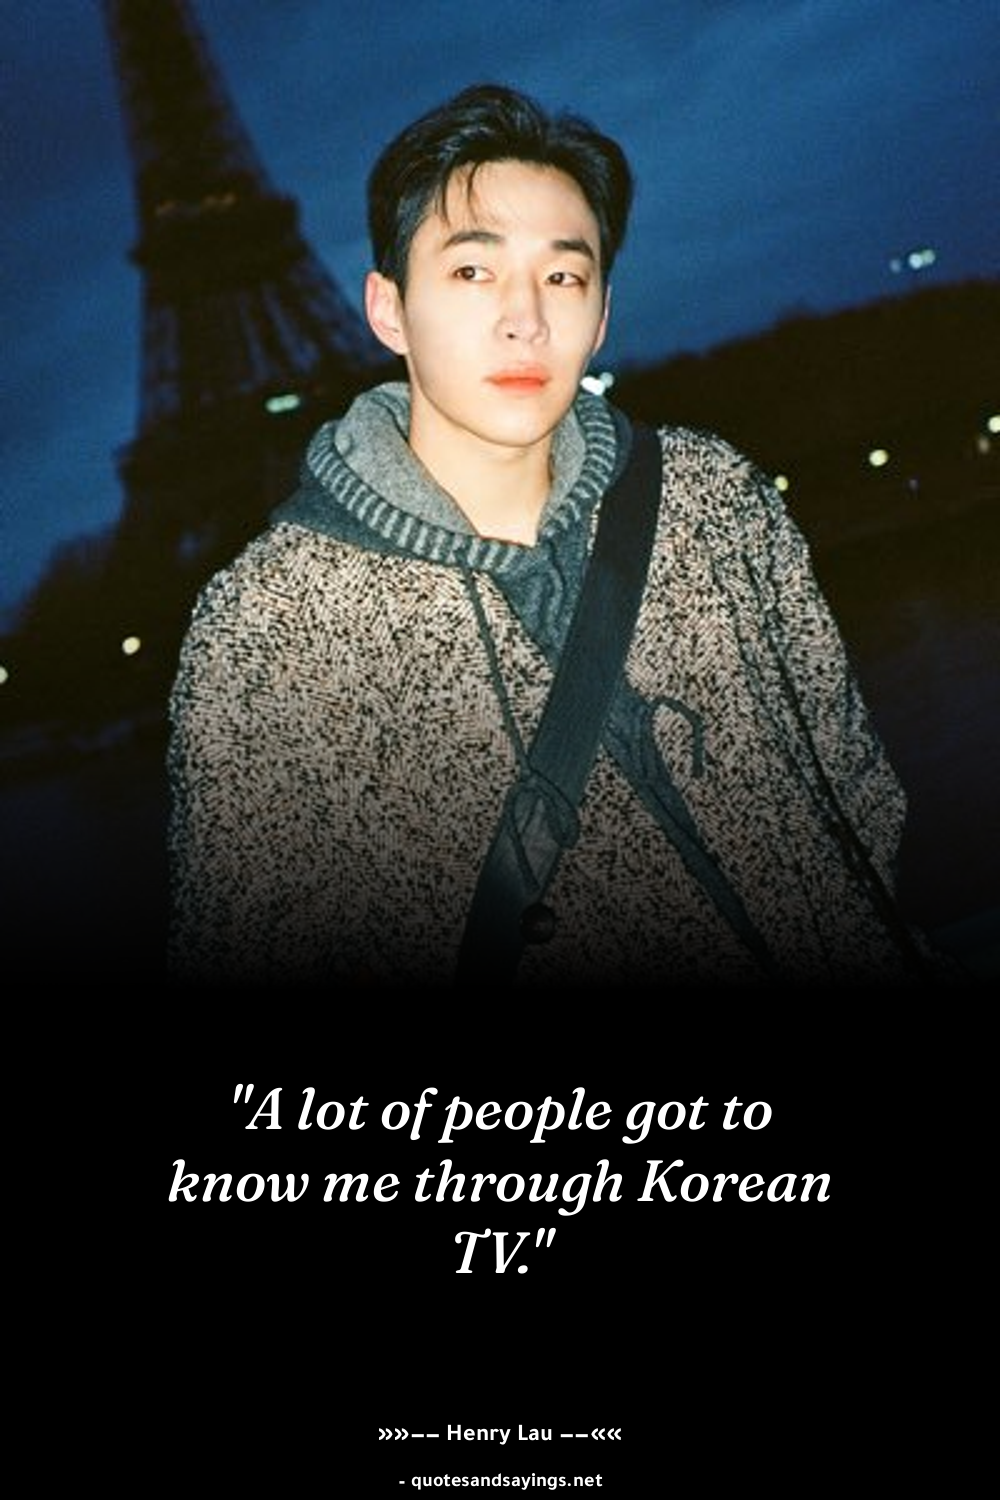 "A lot of people got to
know me through Korean
TV."
»»−− Henry Lau −−««
- quotesandsayings.net